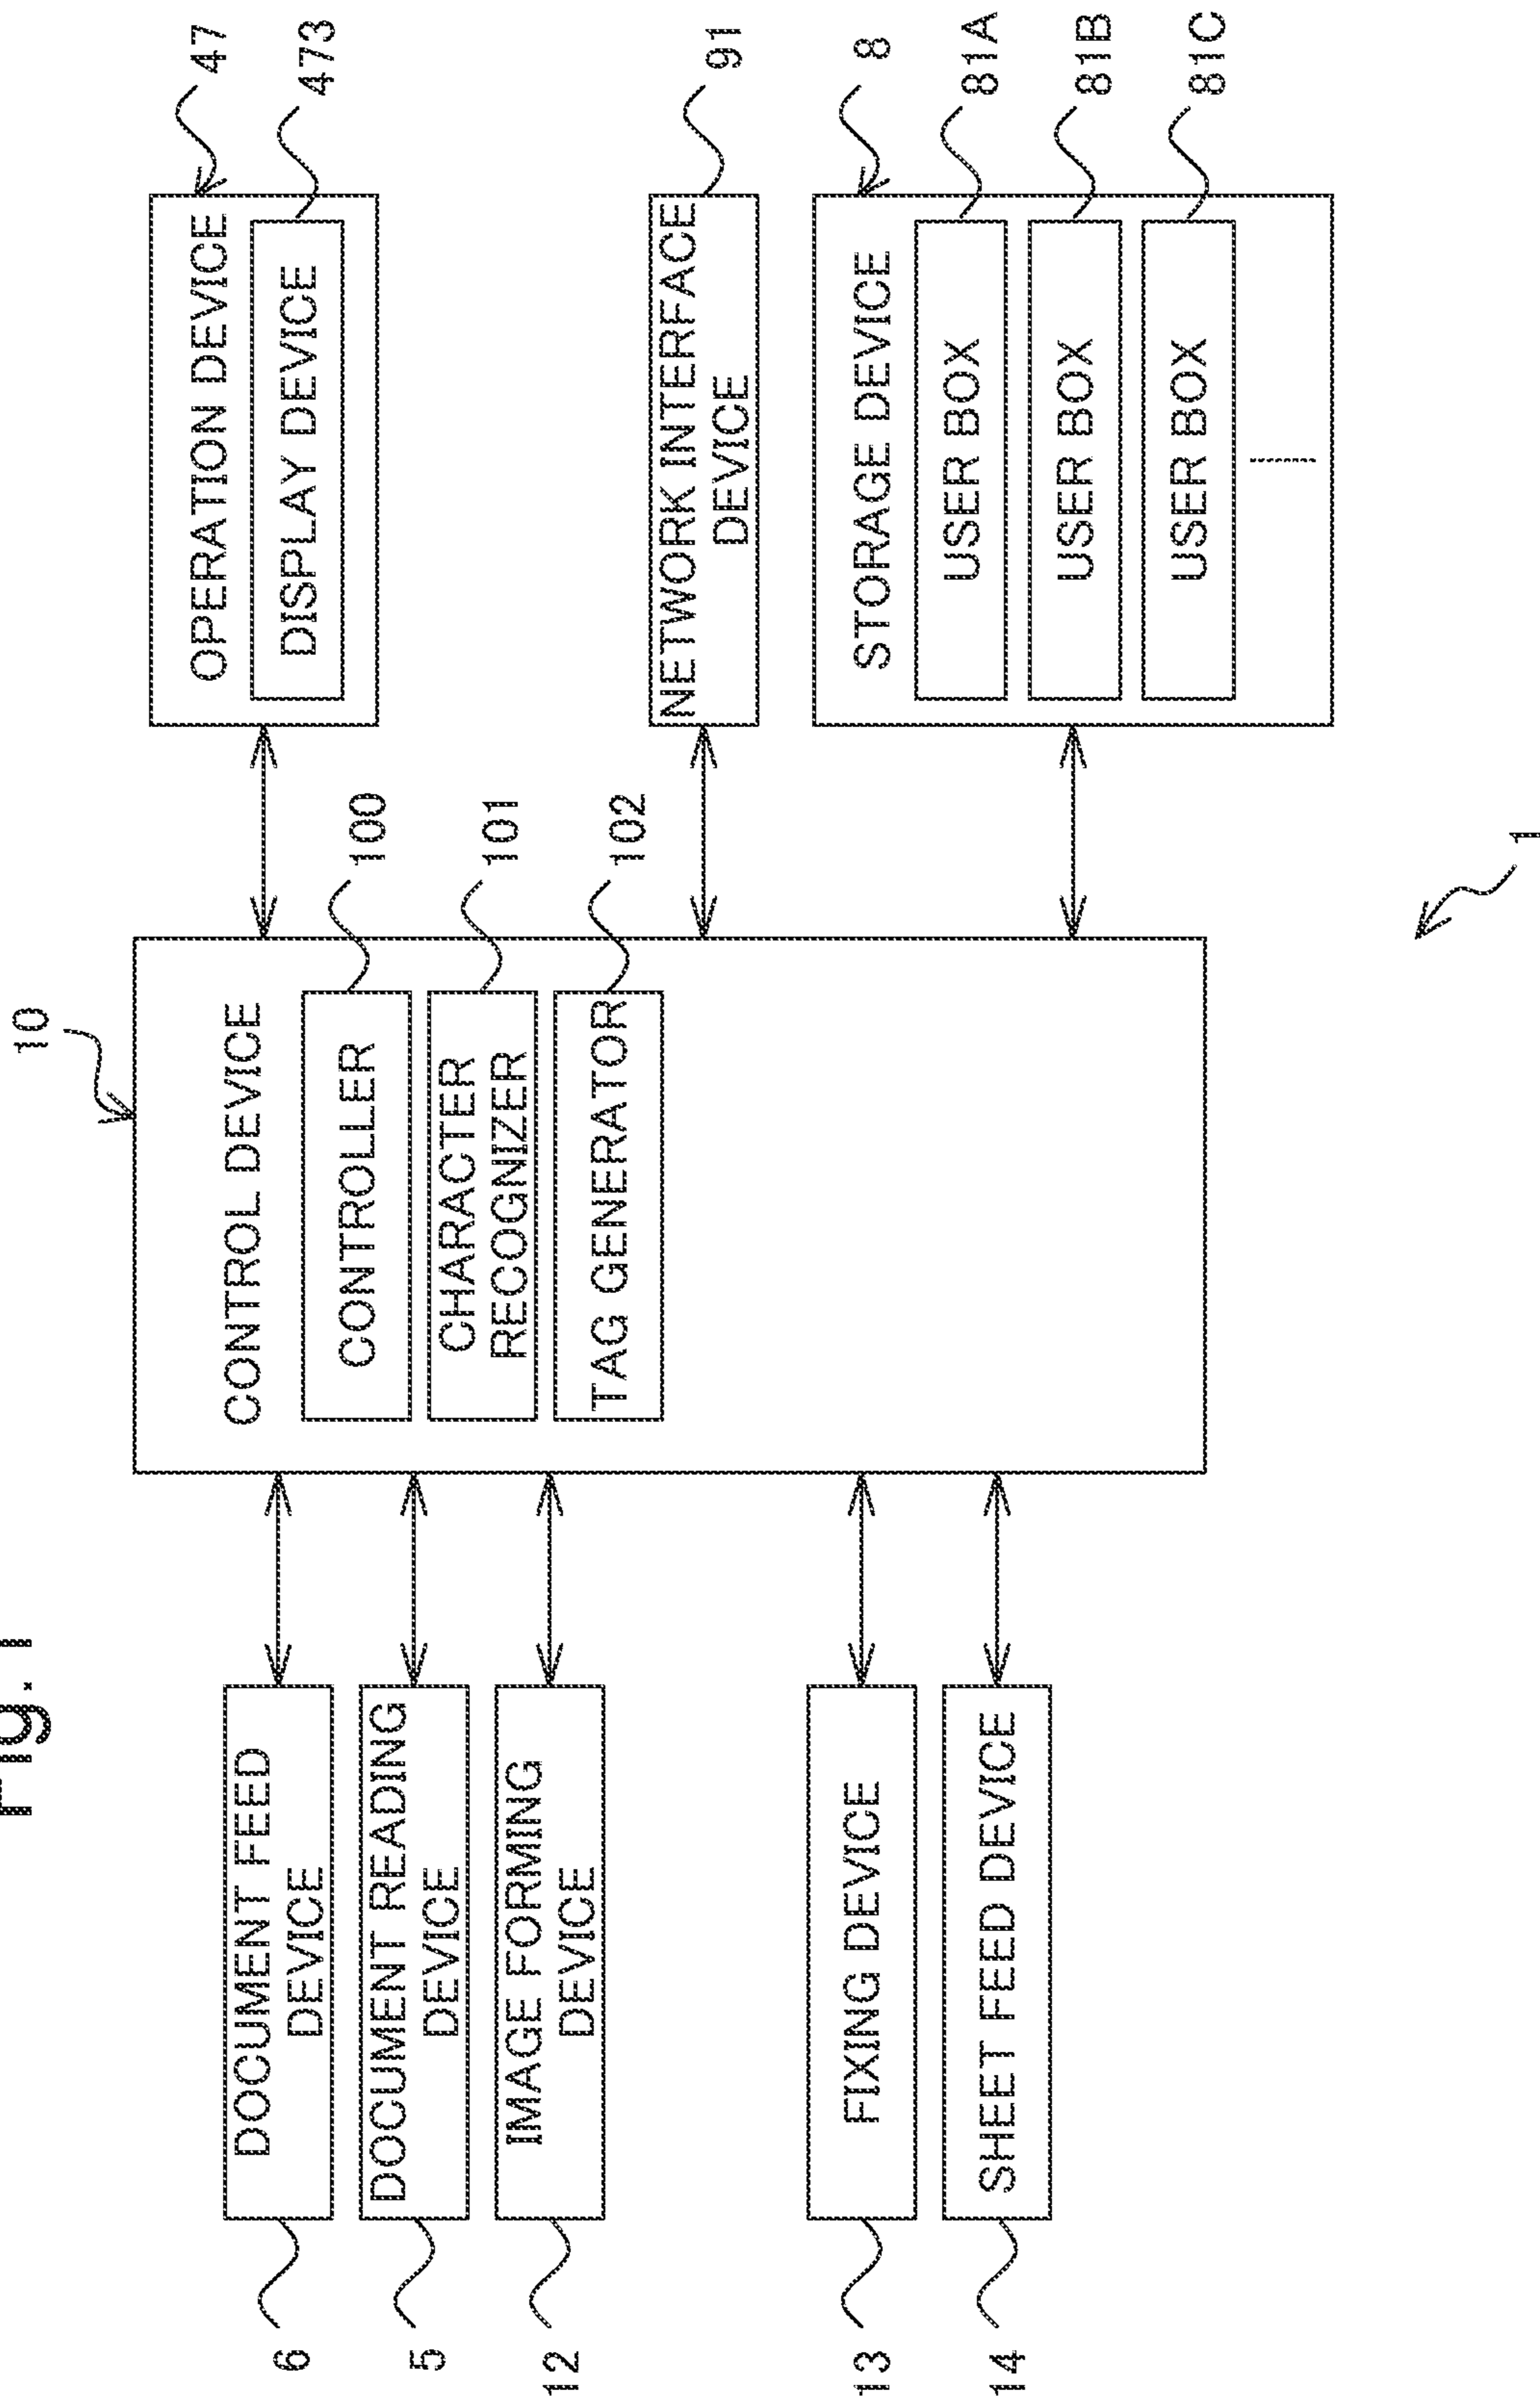 Fig. 1
10
CONTROL DEVICE
CONTROLLER
100
CHARACTER
RECOGNIZER
101
TAG GENERATOR
102
6
DOCUMENT FEED
DEVICE
5
DOCUMENT READING
DEVICE
12
IMAGE FORMING
DEVICE
13
FIXING DEVICE
14
SHEET FEED DEVICE
47
OPERATION DEVICE
DISPLAY DEVICE
473
NETWORK INTERFACE
DEVICE
91
8
STORAGE DEVICE
USER BOX
81A
USER BOX
81B
USER BOX
81C
1